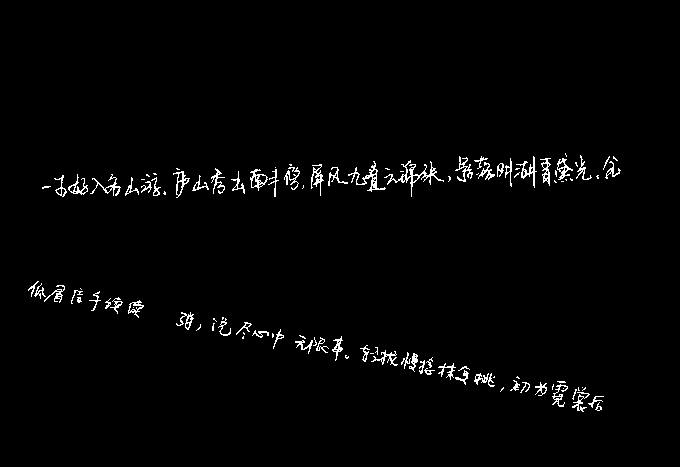 一生好入名山游.庐山秀出南斗傍,屏风九叠云锦张,影落明湖青黛光.金
低眉信手续续 弹,说尽心中无限事。轻拢慢捻抹复挑,初为霓裳后